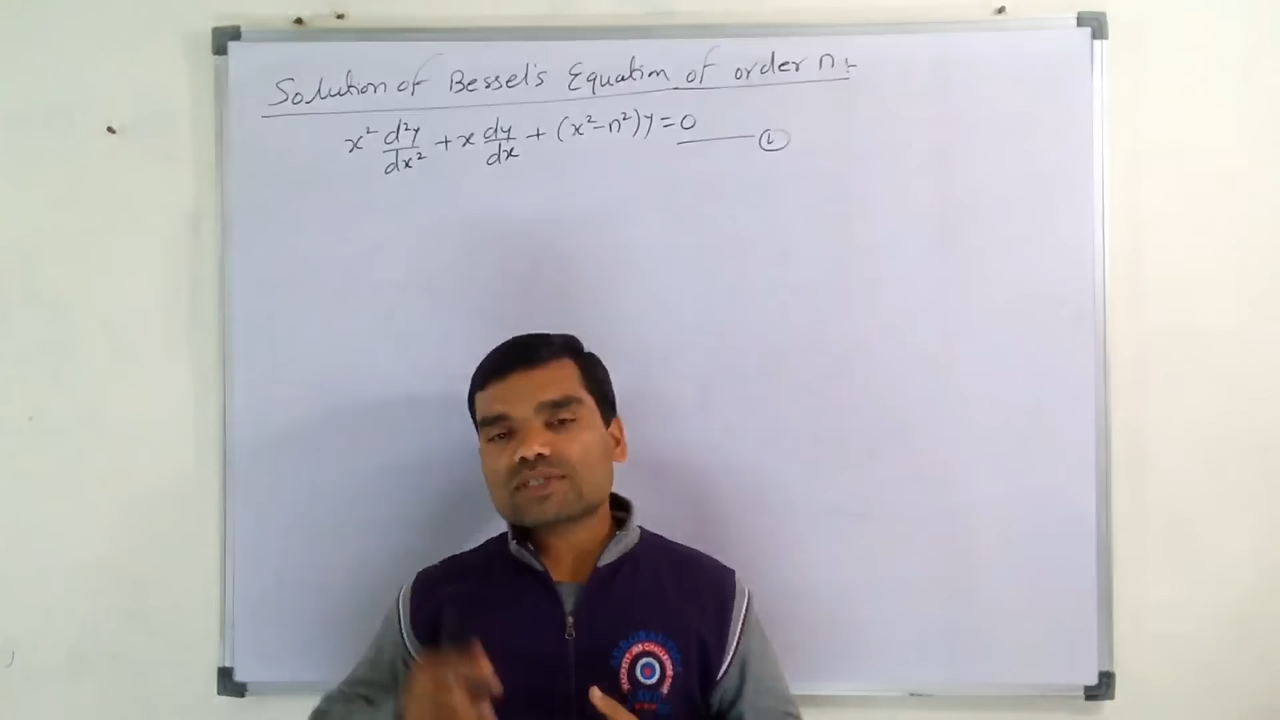 Solution of Bessel's Equation of order n :-
x² d²y/dx² + x dy/dx + (x²-n²)y=0 —— ①